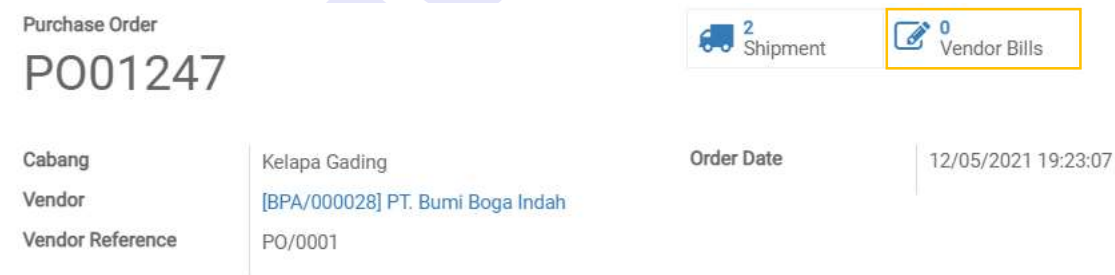 Purchase Order
PO01247
2
Shipment
0
Vendor Bills
Cabang Kelapa Gading
Order Date 12/05/2021 19:23:07
Vendor [BPA/000028] PT. Bumi Boga Indah
Vendor Reference PO/0001